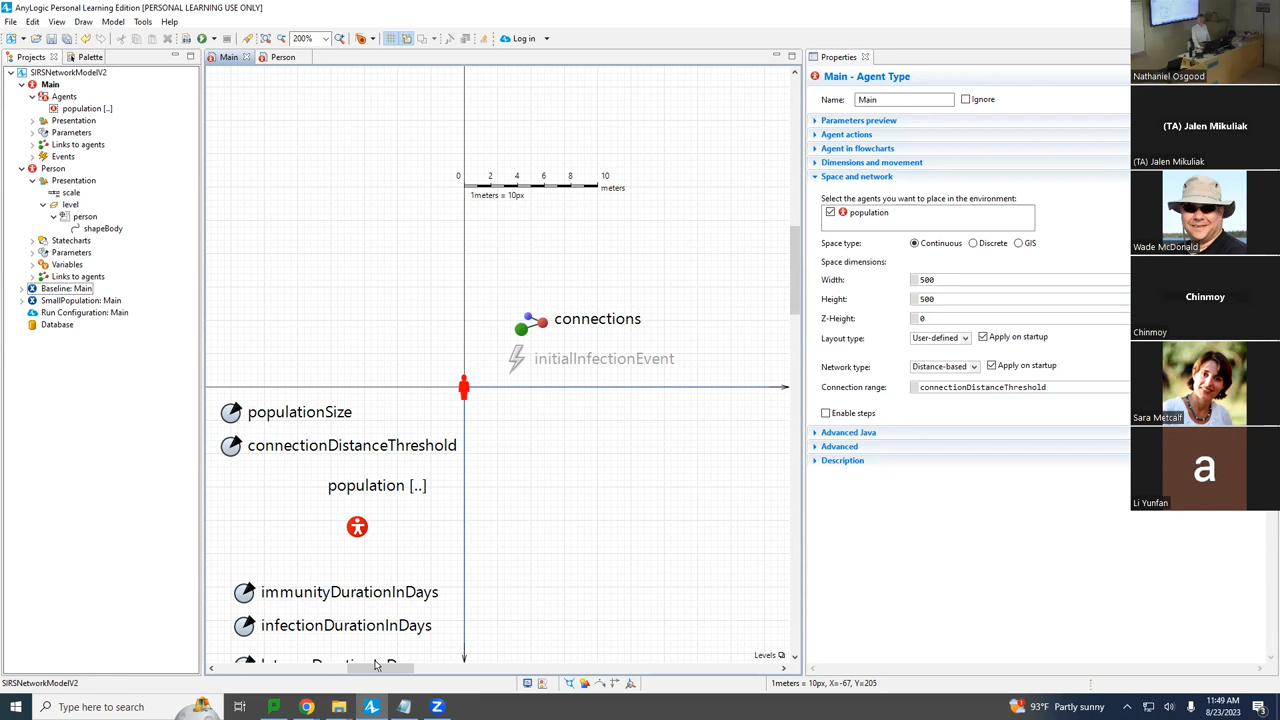 AnyLogic Personal Learning Edition [PERSONAL LEARNING USE ONLY]
File Edit View Draw Model Tools Help
200%
Log in
Projects
Palette
SIRSNetworkModelV2
Main
Agents
population [..]
Presentation
Parameters
Links to agents
Events
Person
Presentation
scale
level
person
shapeBody
Statecharts
Parameters
Variables
Links to agents
Baseline: Main
SmallPopulation: Main
Run Configuration: Main
Database
Main
Person
0 2 4 6 8 10
meters
1meters = 10px
connections
initialInfectionEvent
populationSize
connectionDistanceThreshold
population [..]
immunityDurationInDays
infectionDurationInDays
Levels
Properties
Main - Agent Type
Name:
Main
Ignore
Parameters preview
Agent actions
Agent in flowcharts
Dimensions and movement
Space and network
Select the agents you want to place in the environment:
population
Space type:
Continuous
Discrete
GIS
Space dimensions:
Width:
500
Height:
500
Z-Height:
0
Layout type:
User-defined
Apply on startup
Network type:
Distance-based
Apply on startup
Connection range:
connectionDistanceThreshold
Enable steps
Advanced Java
Advanced
Description
Nathaniel Osgood
(TA) Jalen Mikuliak
(TA) Jalen Mikuliak
Wade McDonald
Chinmoy
Chinmoy
Sara Metcalf
a
Li Yunfan
SIRSNetworkModelV2
1meters = 10px, X=-67, Y=205
Type here to search
93°F Partly sunny
11:49 AM
8/23/2023
3